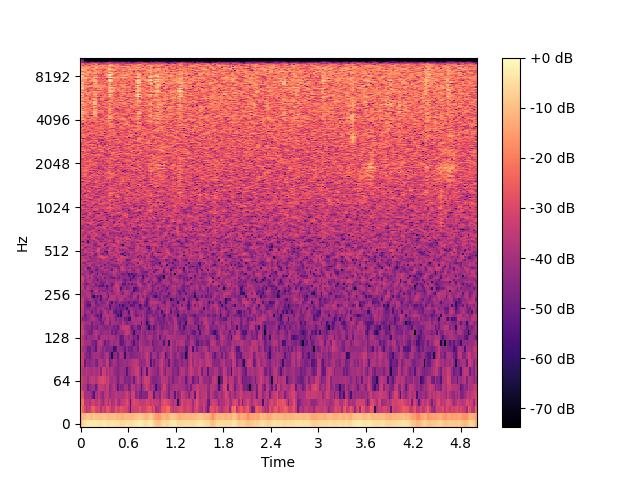 8192
4096
2048
1024
512
256
128
64
0
Hz
0 0.6 1.2 1.8 2.4 3 3.6 4.2 4.8
Time
+0 dB
-10 dB
-20 dB
-30 dB
-40 dB
-50 dB
-60 dB
-70 dB